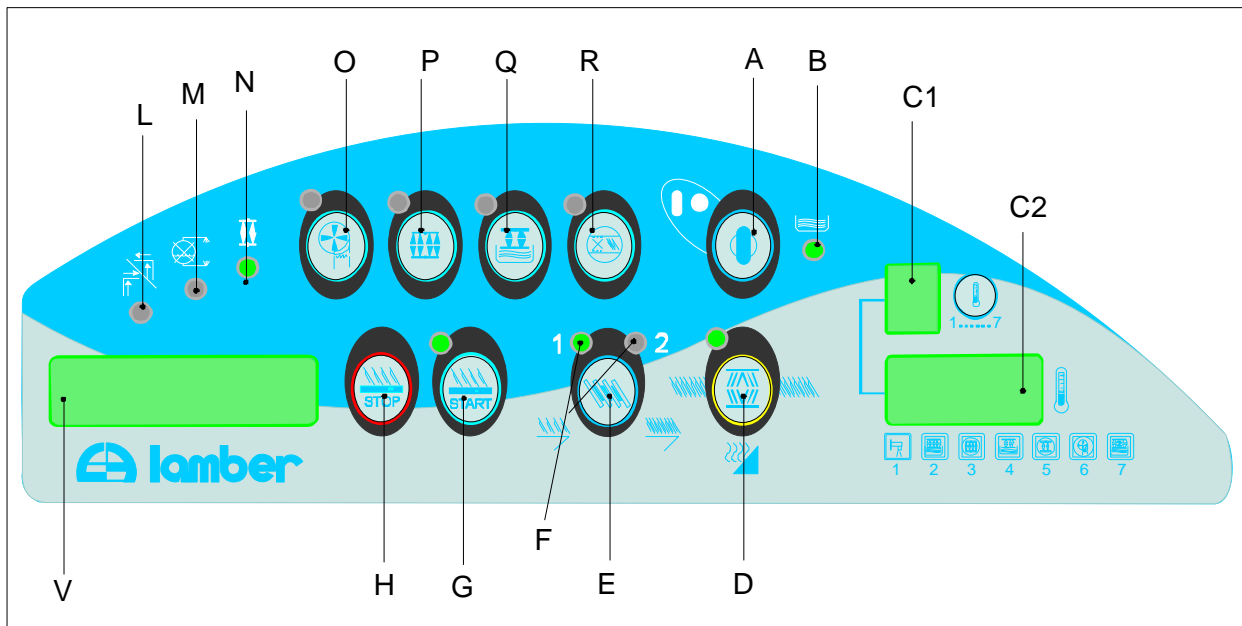 O P Q R A B
L M N C1
C2
1......7
1 2
STOP START
lamber
1 2 3 4 5 6 7
F
V H G E D